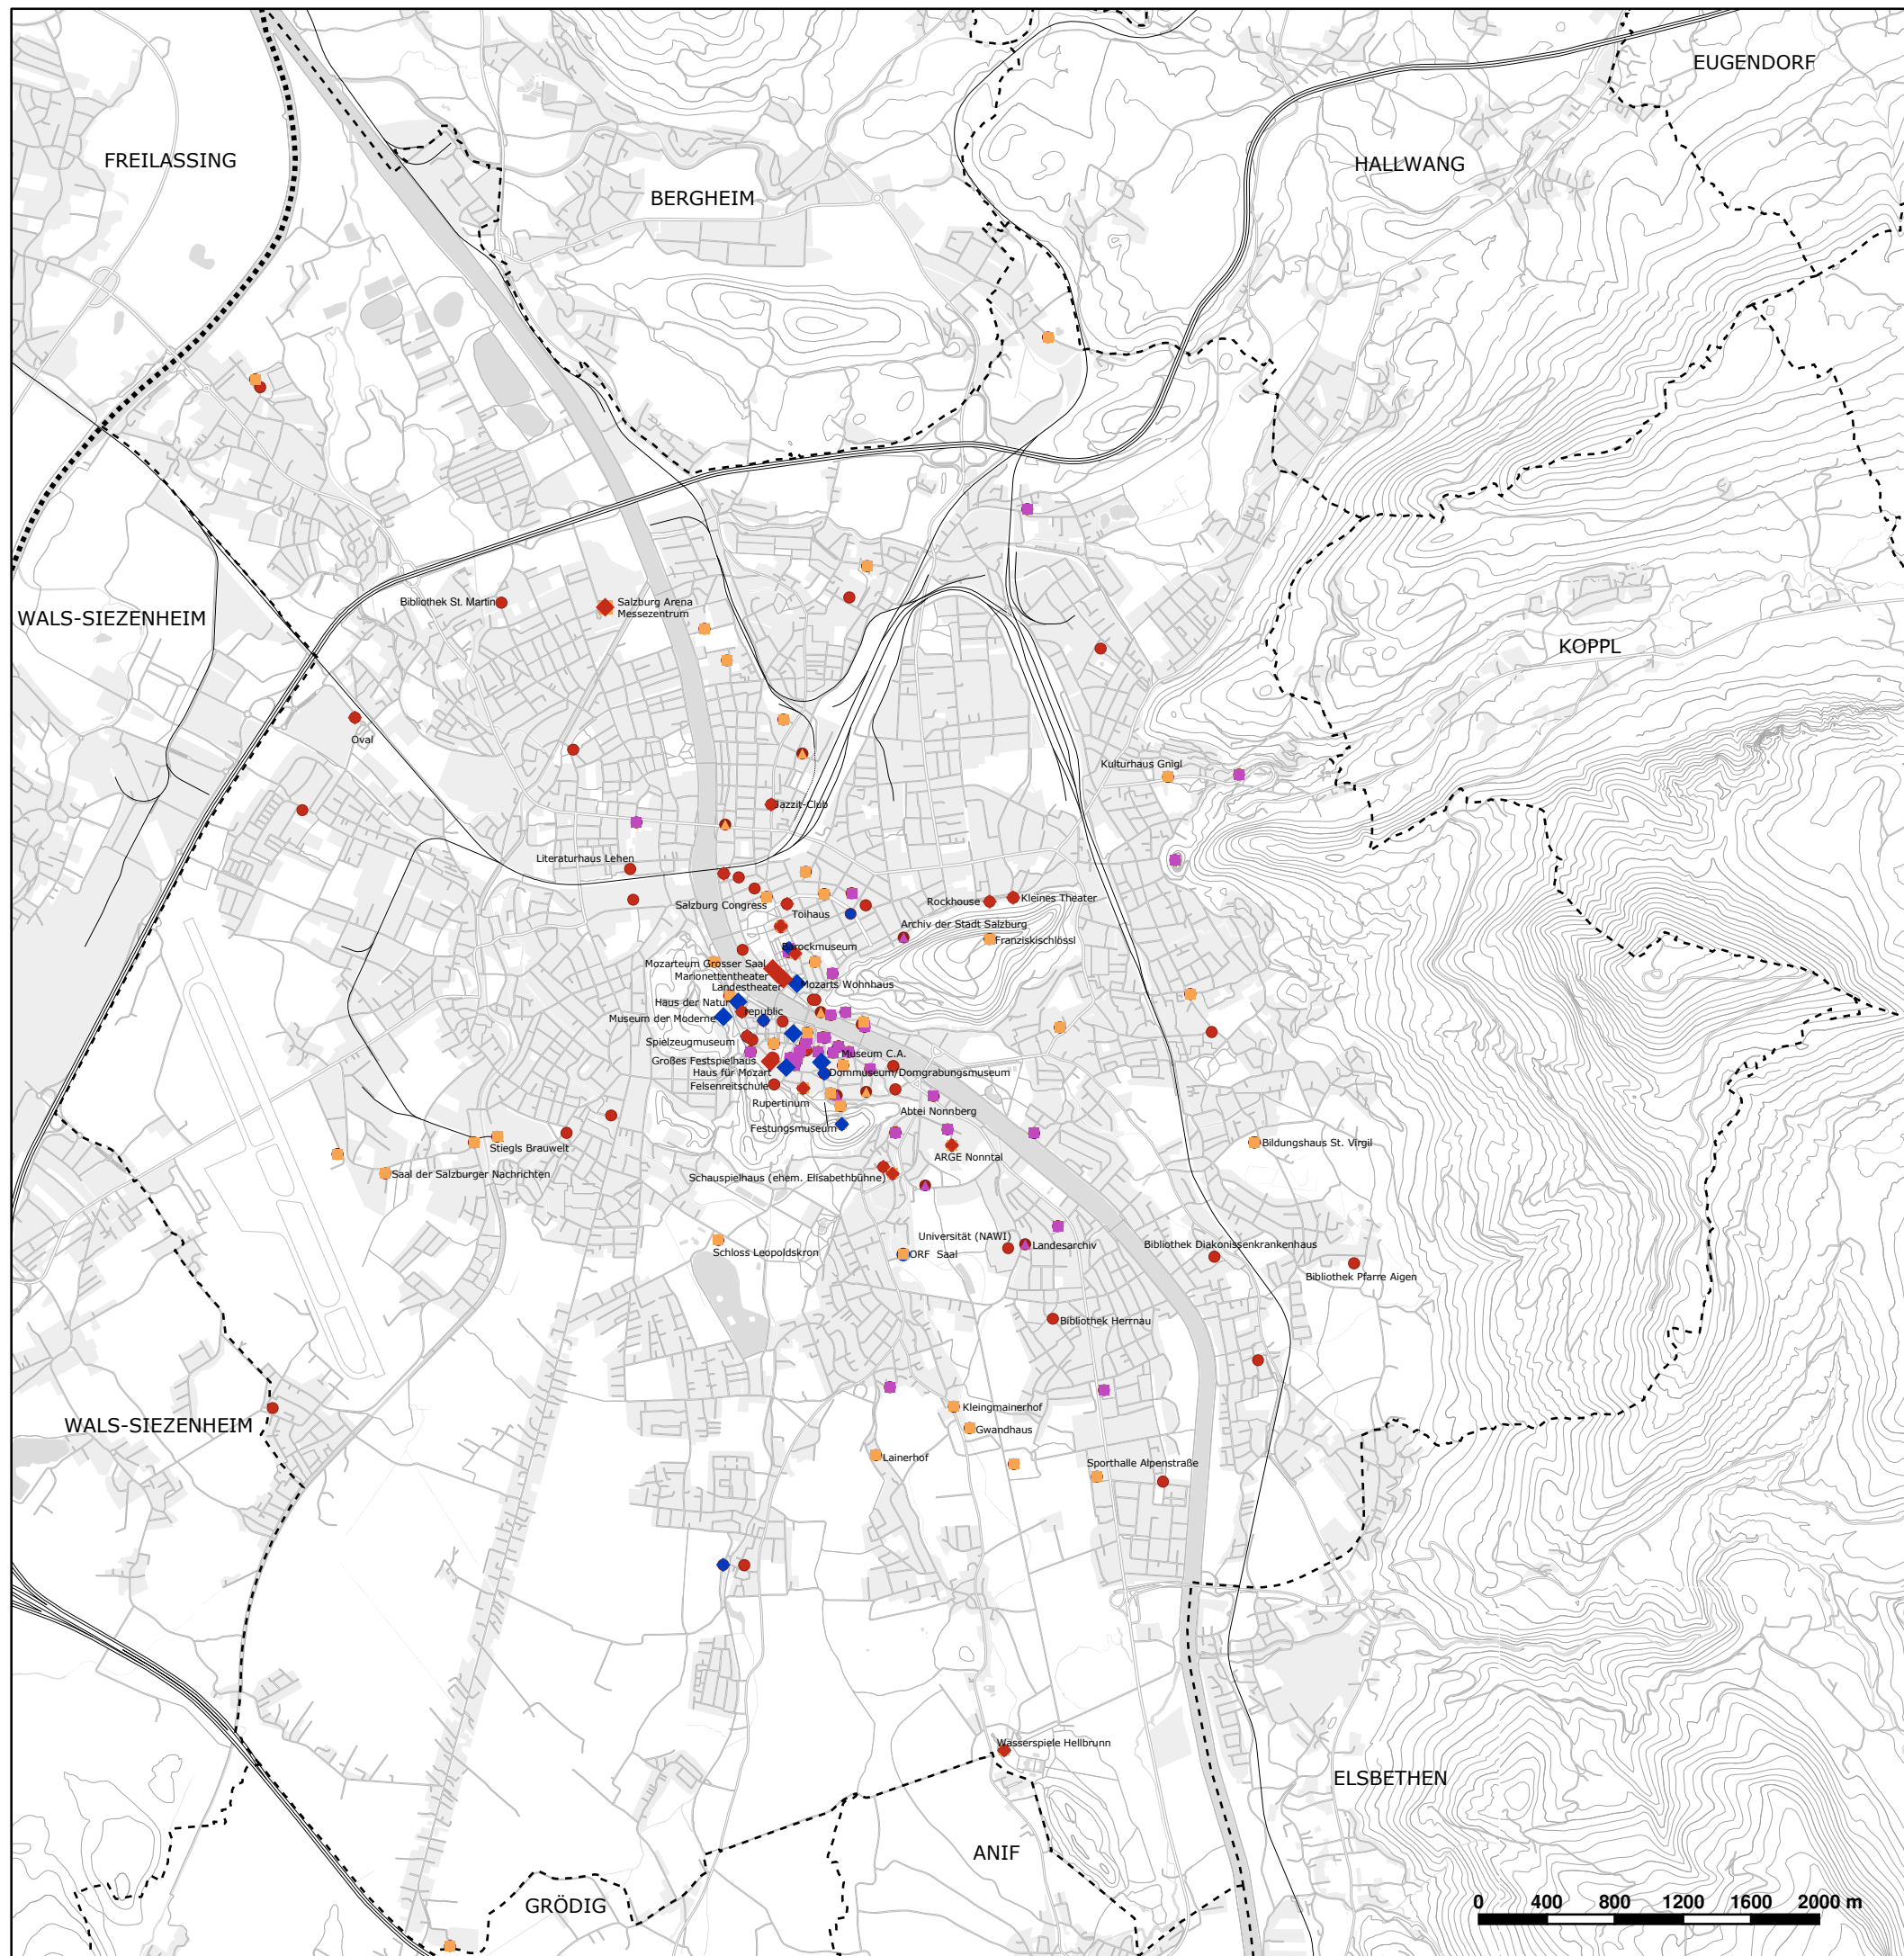 EUGENDORF
FREILASSING
HALLWANG
BERGHEIM
WALS-SIEZENHEIM
Bibliothek St. Martin
Salzburg Arena
Messezentrum
KOPPL
Oval
Kulturhaus Gnigl
Jazzit-Club
Literaturhaus Lehen
Salzburg Congress
Toihaus
Rockhouse
Kleines Theater
Archiv der Stadt Salzburg
Franziskischlössl
Barockmuseum
Mozarteum Grosser Saal
Marionettentheater
Landestheater
Mozarts Wohnhaus
Haus der Natur
republic
Museum der Moderne
Spielzeugmuseum
Museum C.A.
Großes Festspielhaus
Haus für Mozart
Dommuseum/Domgrabungsmuseum
Felsenreitschule
Rupertinum
Abtei Nonnberg
Festungsmuseum
Stiegls Brauwelt
Bildungshaus St. Virgil
ARGE Nonntal
Saal der Salzburger Nachrichten
Schauspielhaus (ehem. Elisabethbühne)
Universität (NAWI)
Landesarchiv
Bibliothek Diakonissenkrankenhaus
Schloss Leopoldskron
ORF Saal
Bibliothek Pfarre Aigen
Bibliothek Herrnau
WALS-SIEZENHEIM
Kleingmainerhof
Gwandhaus
Lainerhof
Sporthalle Alpenstraße
Wasserspiele Hellbrunn
ELSBETHEN
ANIF
GRÖDIG
0 400 800 1200 1600 2000 m